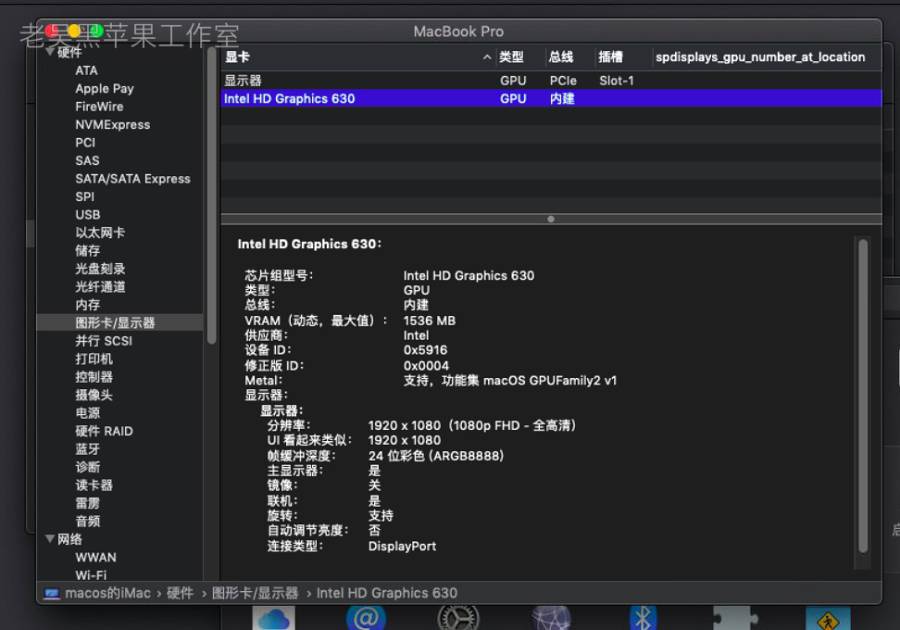 老吴黑苹果工作室
MacBook Pro
硬件
ATA
Apple Pay
FireWire
NVMExpress
PCI
SAS
SATA/SATA Express
SPI
USB
以太网卡
储存
光盘刻录
光纤通道
内存
图形卡/显示器
并行 SCSI
打印机
控制器
摄像头
电源
硬件 RAID
蓝牙
诊断
读卡器
雷雳
音频
网络
WWAN
Wi-Fi
显卡 类型 总线 插槽 spdisplays_gpu_number_at_location
显示器 GPU PCIe Slot-1
Intel HD Graphics 630 GPU 内建
Intel HD Graphics 630:
芯片组型号: Intel HD Graphics 630
类型: GPU
总线: 内建
VRAM（动态，最大值）: 1536 MB
供应商: Intel
设备 ID: 0x5916
修正版 ID: 0x0004
Metal: 支持，功能集 macOS GPUFamily2 v1
显示器:
显示器:
分辨率: 1920 x 1080（1080p FHD - 全高清）
UI 看起来类似: 1920 x 1080
帧缓冲深度: 24 位彩色 (ARGB8888)
主显示器: 是
镜像: 关
联机: 是
旋转: 支持
自动调节亮度: 否
连接类型: DisplayPort
macos的iMac › 硬件 › 图形卡/显示器 › Intel HD Graphics 630